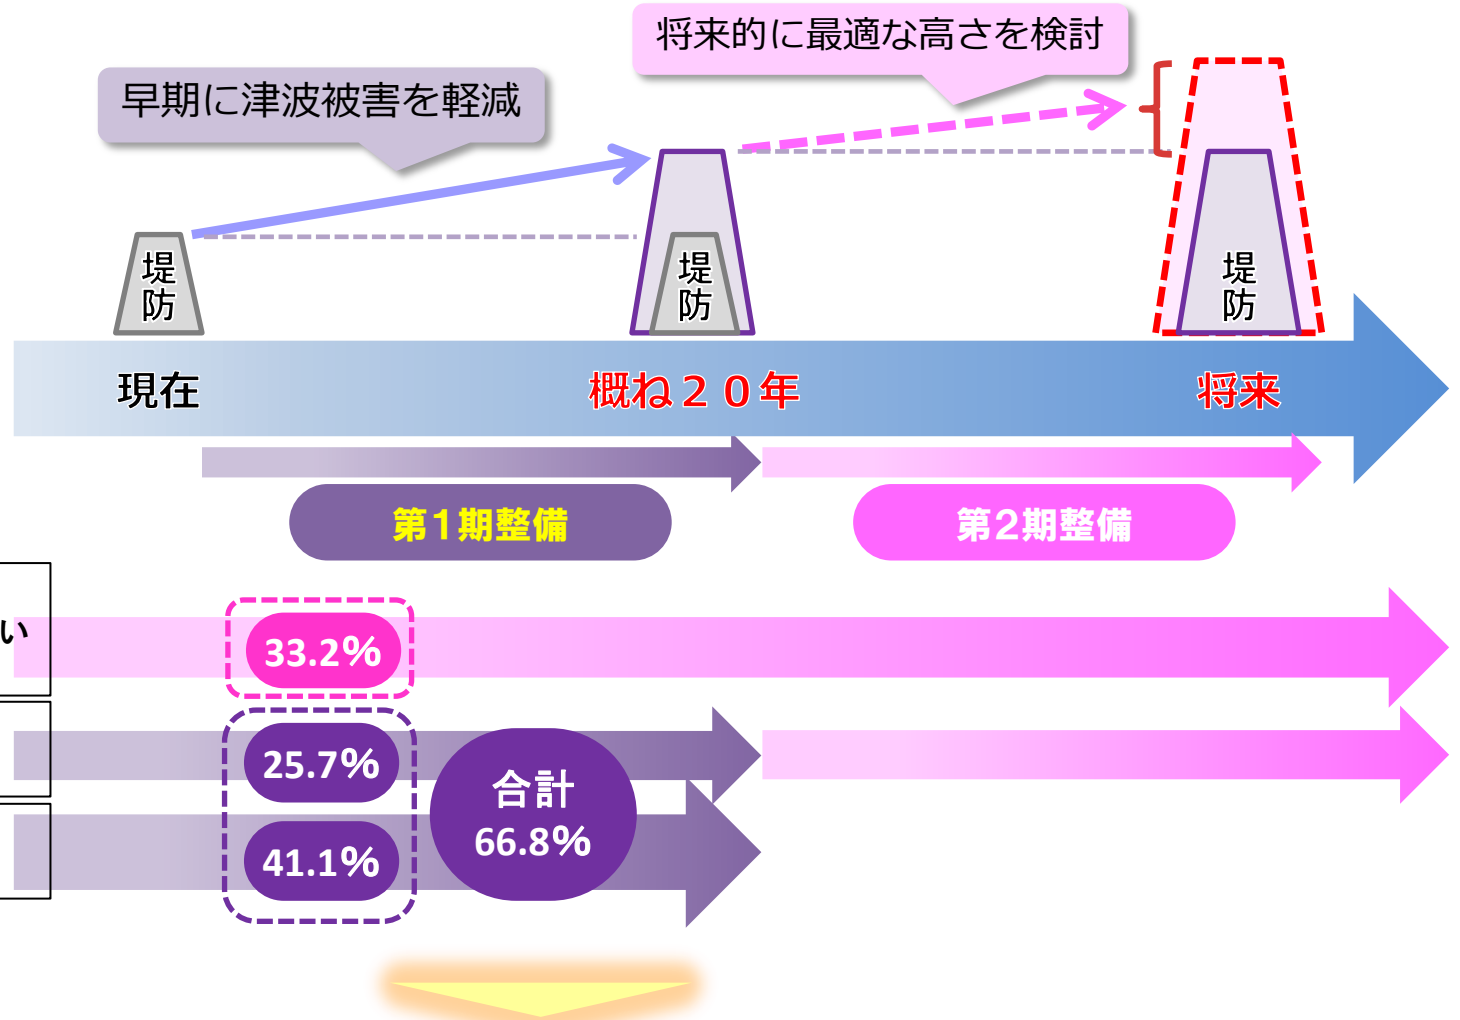 将来的に最適な高さを検討
早期に津波被害を軽減
堤防
堤防
堤防
現在
概ね２０年
将来
第1期整備
第2期整備
い
33.2%
25.7%
41.1%
合計
66.8%